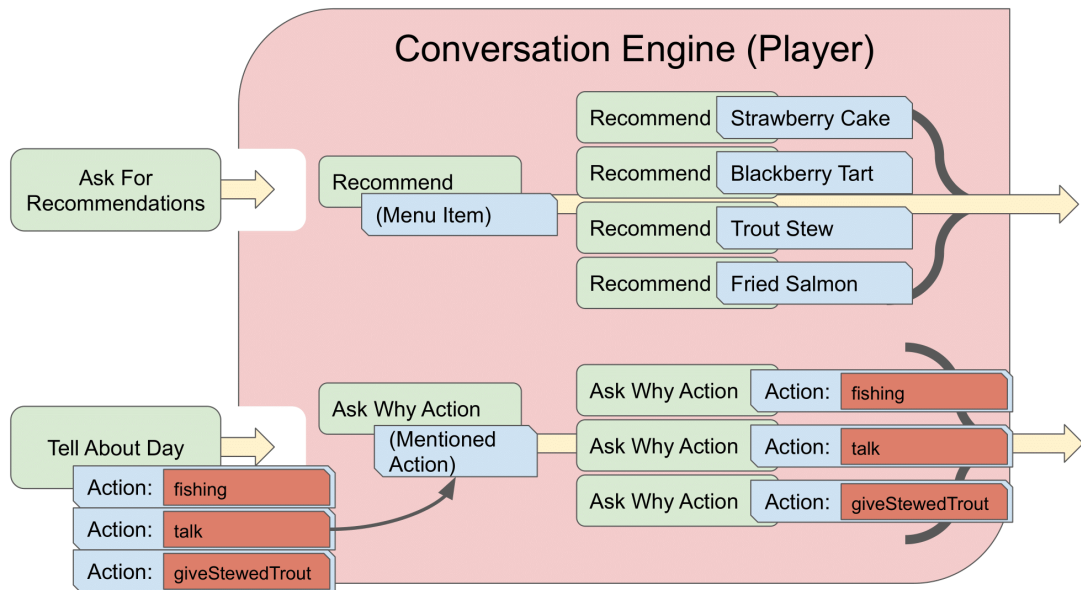 Conversation Engine (Player)
Ask For
Recommendations
Recommend
(Menu Item)
Recommend Strawberry Cake
Recommend Blackberry Tart
Recommend Trout Stew
Recommend Fried Salmon
Tell About Day
Action: fishing
Action: talk
Action: giveStewedTrout
Ask Why Action
(Mentioned
Action)
Ask Why Action Action: fishing
Ask Why Action Action: talk
Ask Why Action Action: giveStewedTrout